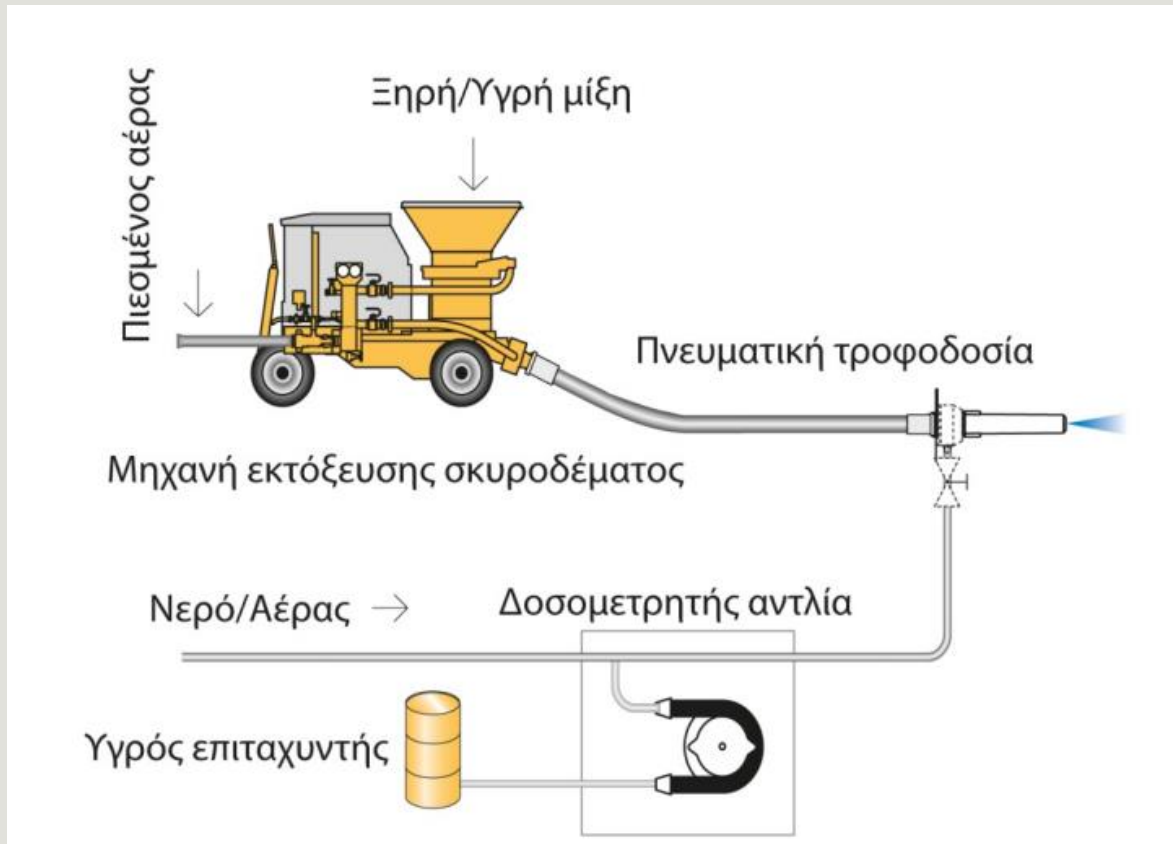 Πιεσμένος αέρας
Ξηρή/Υγρή μίξη
Πνευματική τροφοδοσία
Μηχανή εκτόξευσης σκυροδέματος
Νερό/Αέρας
Δοσομετρητής αντλία
Υγρός επιταχυντής